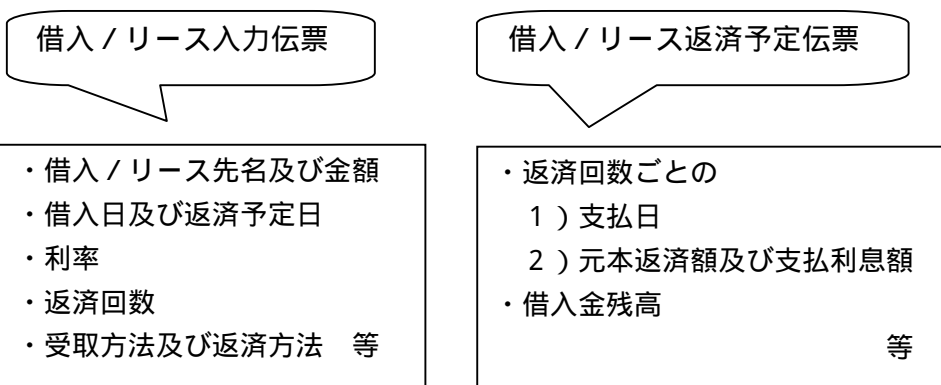 借入／リース入力伝票
・借入／リース先名及び金額
・借入日及び返済予定日
・利率
・返済回数
・受取方法及び返済方法　等
借入／リース返済予定伝票
・返済回数ごとの
１）支払日
２）元本返済額及び支払利息額
・借入金残高
等